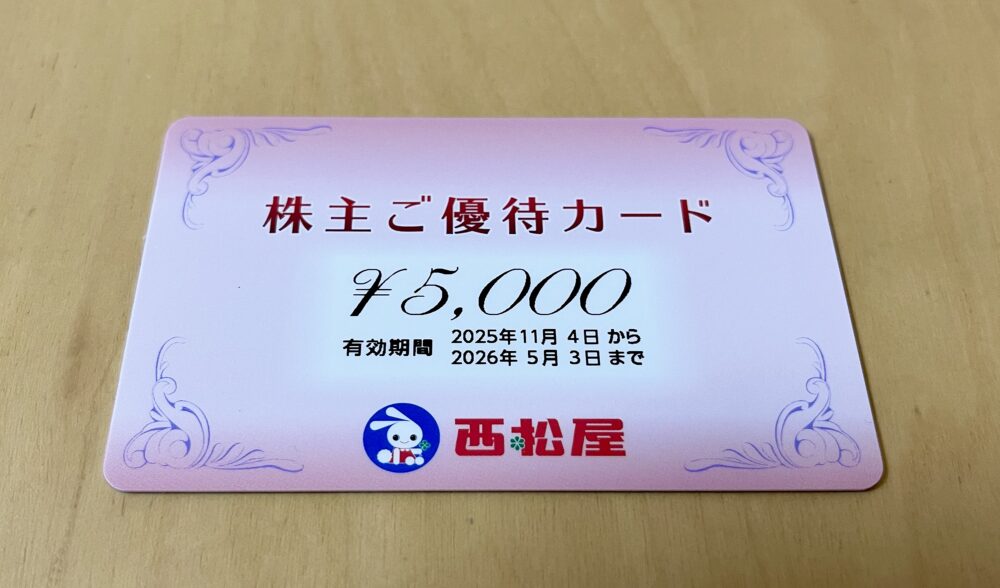 株主ご優待カード
¥5,000
有効期間 2025年11月 4日 から
2026年 5月 3日 まで
西松屋